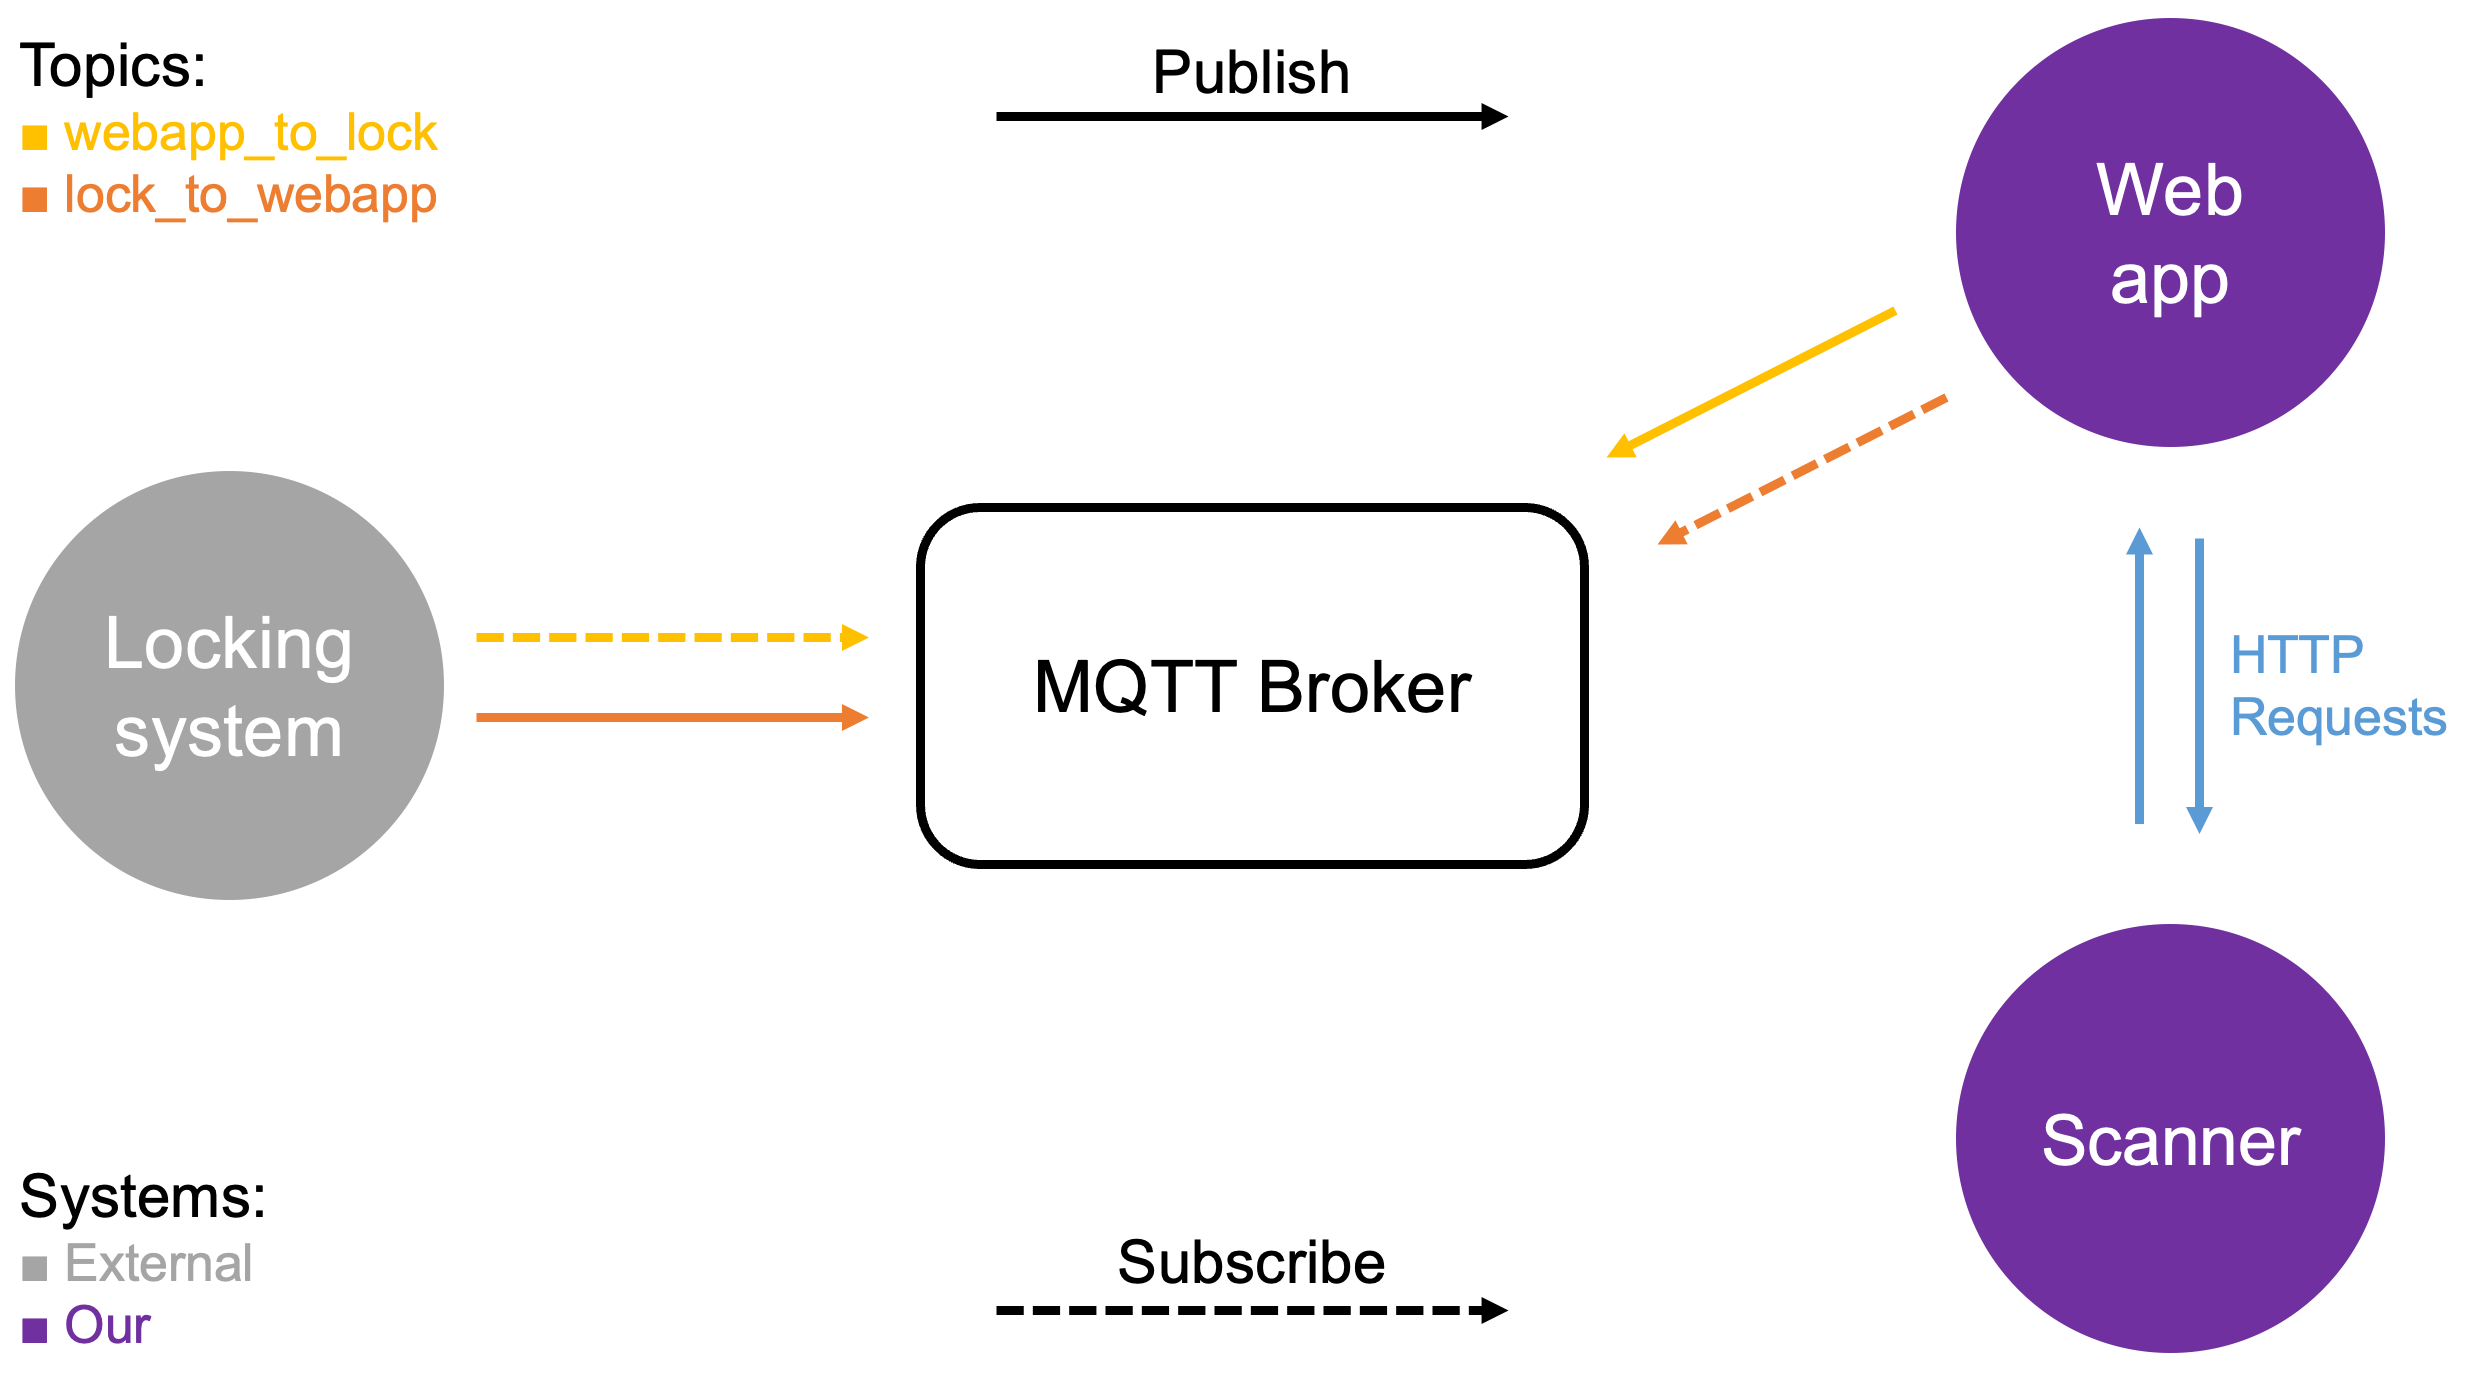 Topics:
webapp_to_lock
lock_to_webapp
Publish
Web
app
Locking
system
MQTT Broker
HTTP
Requests
Scanner
Systems:
External
Our
Subscribe